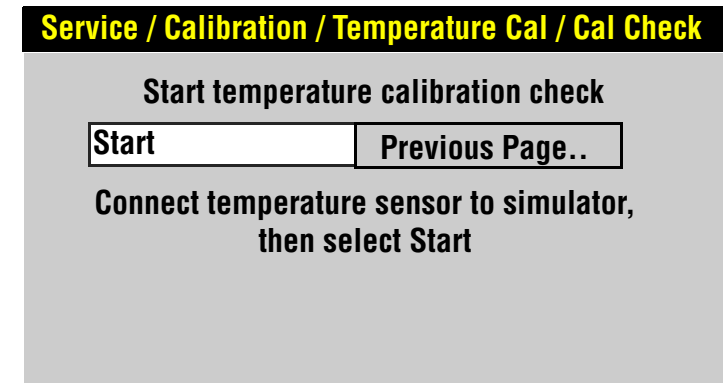 Service / Calibration / Temperature Cal / Cal Check
Start temperature calibration check
Start
Previous Page..
Connect temperature sensor to simulator,
then select Start